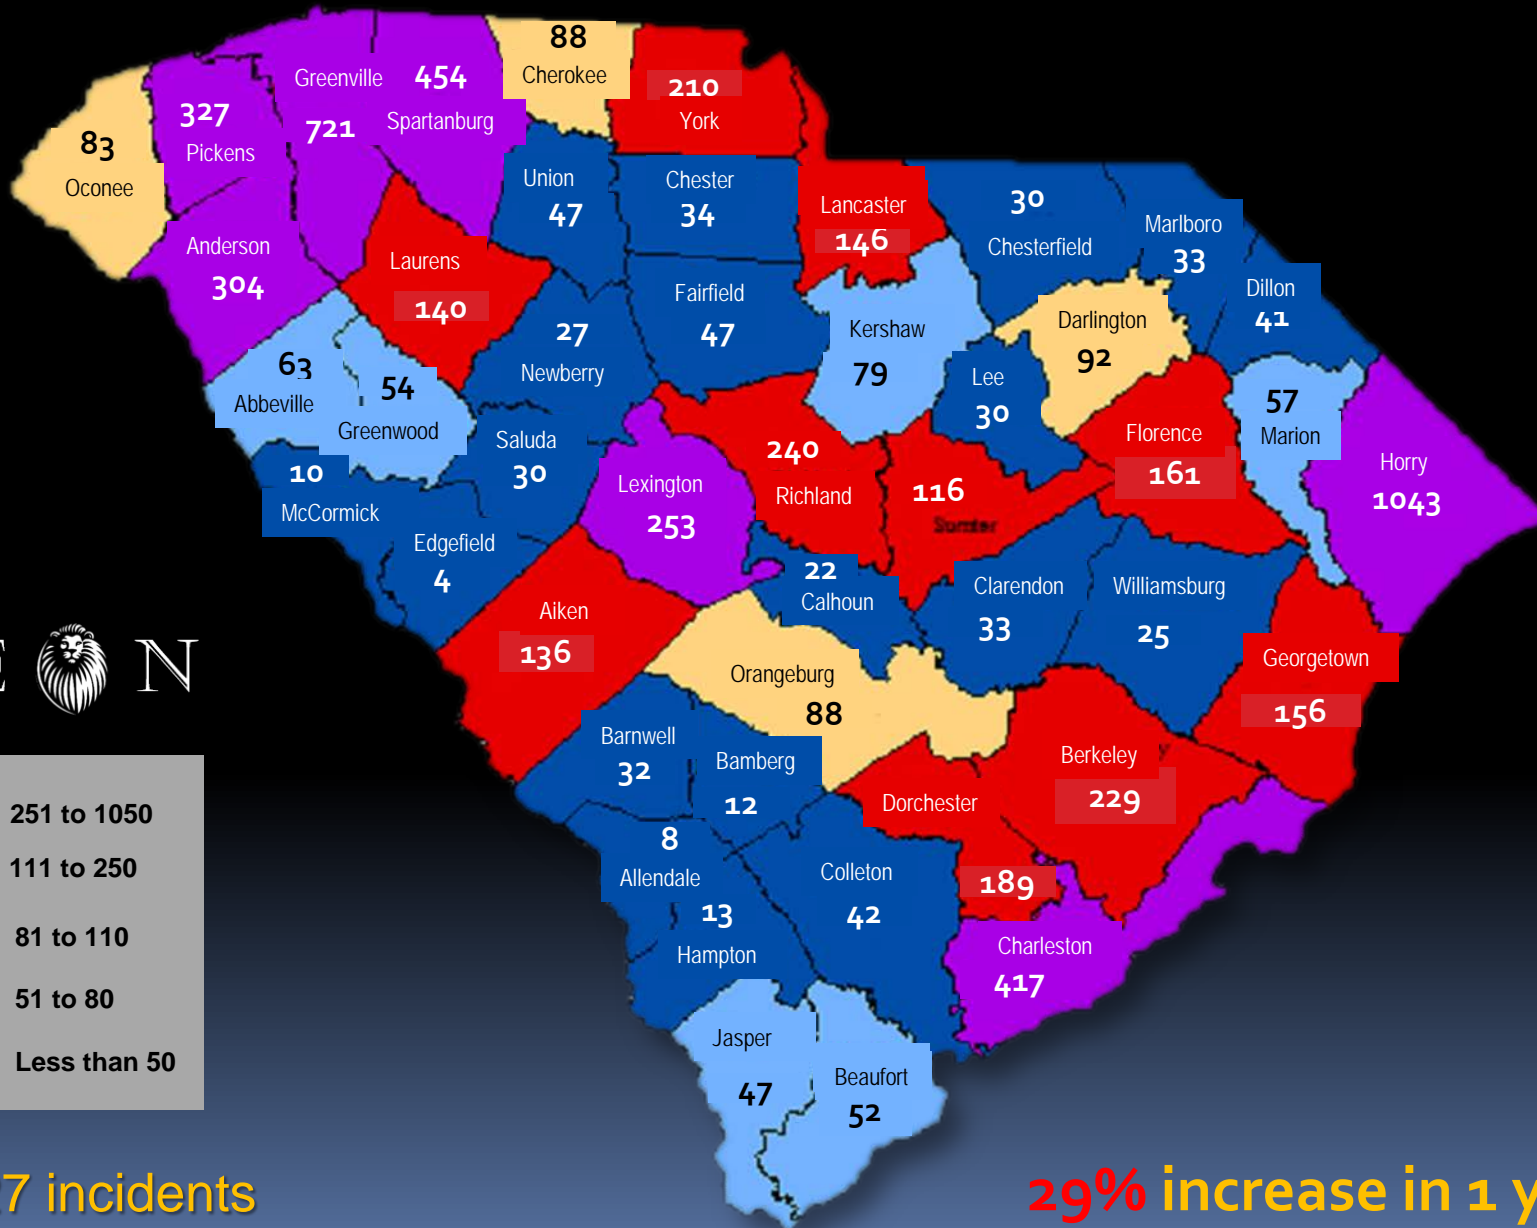 88
Cherokee
Greenville
454
Spartanburg
721
327
Pickens
83
Oconee
210
York
Union
47
Chester
34
Lancaster
146
30
Chesterfield
Marlboro
33
Dillon
41
Anderson
304
Laurens
140
27
Newberry
Fairfield
47
Kershaw
79
Darlington
92
Lee
30
63
Abbeville
54
Greenwood
Saluda
30
10
McCormick
Edgefield
4
Lexington
253
240
Richland
116
Sumter
Florence
161
57
Marion
Horry
1043
22
Calhoun
Clarendon
33
Williamsburg
25
Aiken
136
Orangeburg
88
Georgetown
156
Barnwell
32
Bamberg
12
Berkeley
229
Dorchester
189
8
Allendale
13
Hampton
Colleton
42
Charleston
417
Jasper
47
Beaufort
52
E N
251 to 1050
111 to 250
81 to 110
51 to 80
Less than 50
7 incidents
29% increase in 1 y